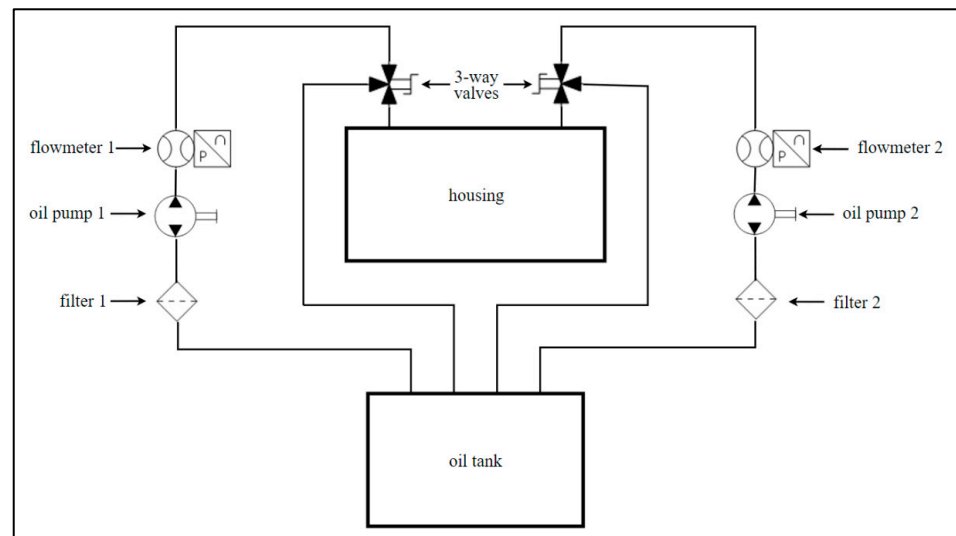 3-way
valves
flowmeter 1
flowmeter 2
P n
P n
housing
oil pump 1
oil pump 2
filter 1
filter 2
oil tank